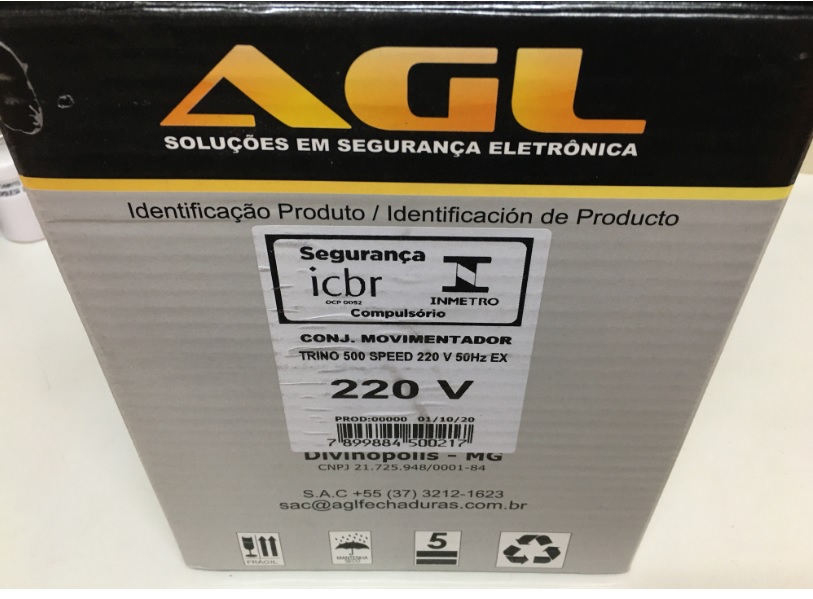 AGL
SOLUÇÕES EM SEGURANÇA ELETRÔNICA
Identificação Produto / Identificación de Producto
Segurança
icbr
OCP 0052
INMETRO
Compulsório
CONJ. MOVIMENTADOR
TRINO 500 SPEED 220 V 50Hz EX
220 V
PROD:00000 01/10/20
7 899884 500217
Divinópolis - MG
CNPJ 21.725.948/0001-84
S.A.C +55 (37) 3212-1623
sac@aglfechaduras.com.br
5
FRÁGIL